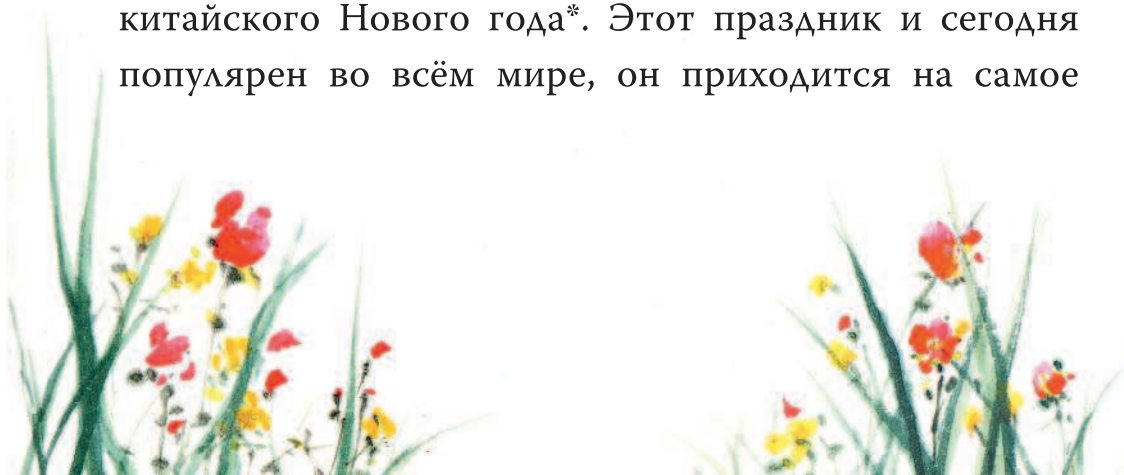 китайского Нового года*. Этот праздник и сегодня
популярен во всём мире, он приходится на самое